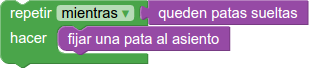 repetir mientras ▾ queden patas sueltas
hacer fijar una pata al asiento